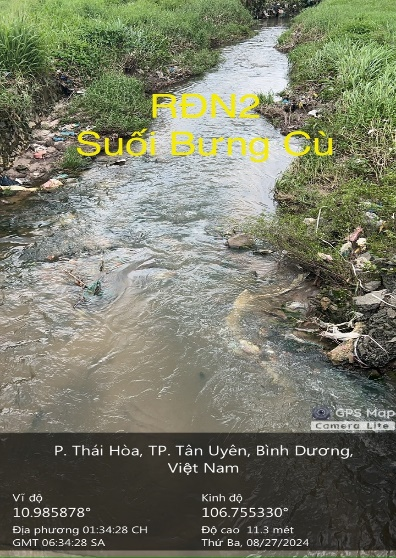 RĐN2
Suối Bưng Cù
GPS Map
Camera Lite
P. Thái Hòa, TP. Tân Uyên, Bình Dương,
Việt Nam
Vĩ độ
10.985878°
Kinh độ
106.755330°
Địa phương 01:34:28 CH
GMT 06:34:28 SA
Độ cao 11.3 mét
Thứ Ba, 08/27/2024